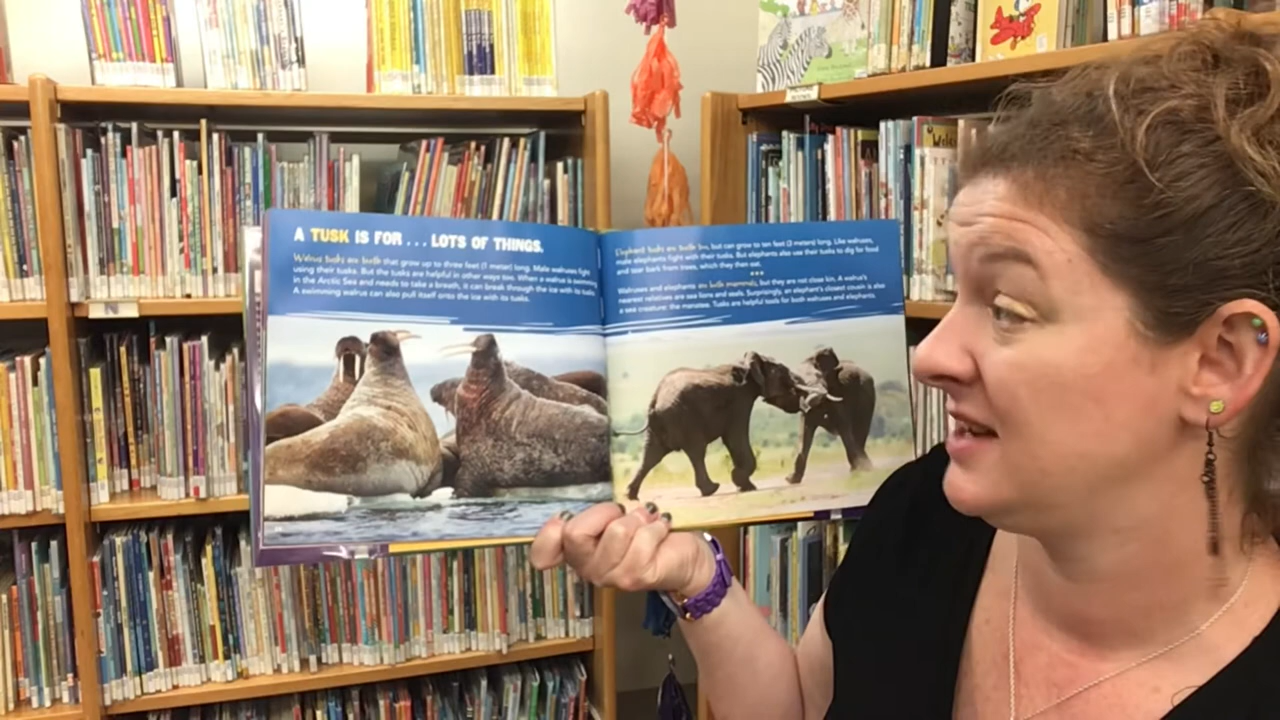 A TUSK IS FOR . . . LOTS OF THINGS.
Walrus tusks are teeth that grow up to three feet (1 meter) long. Male walruses fight
using their tusks. But the tusks are helpful in other ways too. When a walrus is swimming
in the Arctic Sea and needs to take a breath, it can break through the ice with its tusks.
A swimming walrus can also pull itself onto the ice with its tusks.
Elephant tusks are teeth too, but can grow to ten feet (3 meters) long. Like walruses,
male elephants fight with their tusks. But elephants also use their tusks to dig for food
and tear bark from trees, which they then eat.
Walruses and elephants are both mammals, but they are not close kin. A walrus's
nearest relatives are sea lions and seals. Surprisingly, an elephant's closest cousin is also
a sea creature: the manatee. Tusks are helpful tools for both walruses and elephants.